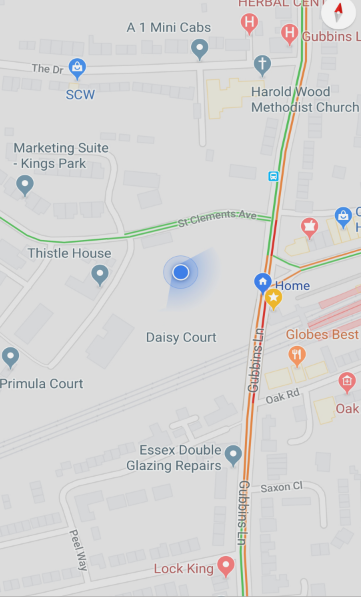 HERBAL CEN
A 1 Mini Cabs
Gubbins L
The Dr
SCW
Harold Wood
Methodist Church
Marketing Suite
- Kings Park
St Clements Ave
Thistle House
Home
Daisy Court
Globes Best
Gubbins Ln
Primula Court
Oak Rd
Oak
Essex Double
Glazing Repairs
Saxon Cl
Gubbins Ln
Peel Way
Lock King